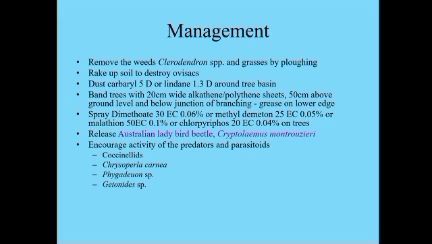 Management
• Remove the weeds Clerodendron spp. and grasses by ploughing
• Rake up soil to destroy ovisacs
• Dust carbaryl 5 D or lindane 1.3 D around tree basin
• Band trees with 20cm wide alkathene/polythene sheets, 50cm above
ground level and below junction of branching - grease on lower edge
• Spray Dimethoate 30 EC 0.06% or methyl demeton 25 EC 0.05% or
malathion 50EC 0.1% or chlorpyriphos 20 EC 0.04% on trees
• Release Australian lady bird beetle, Cryptolaemus montrouzieri
• Encourage activity of the predators and parasitoids
– Coccinellids
– Chrysoperla carnea
– Phygadeuon sp.
– Getonides sp.